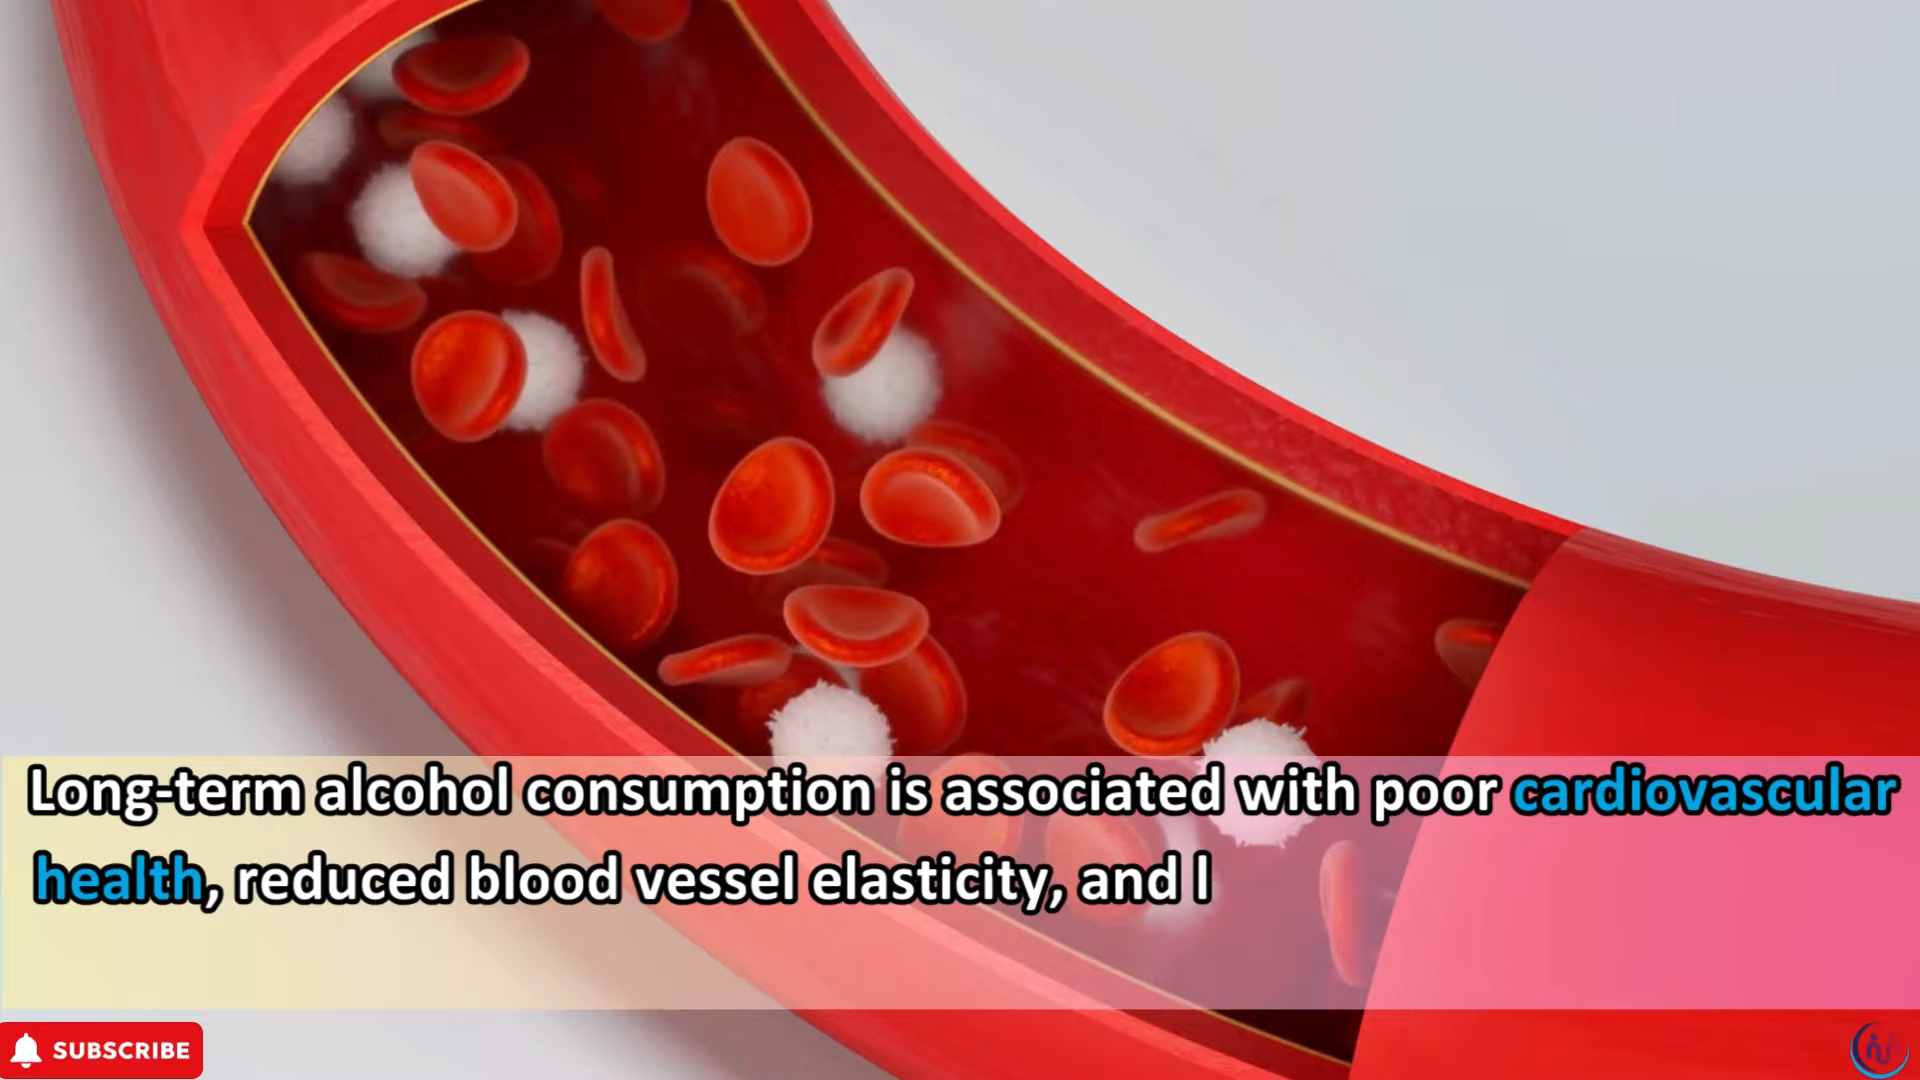 Long-term alcohol consumption is associated with poor cardiovascular
health, reduced blood vessel elasticity, and l
SUBSCRIBE